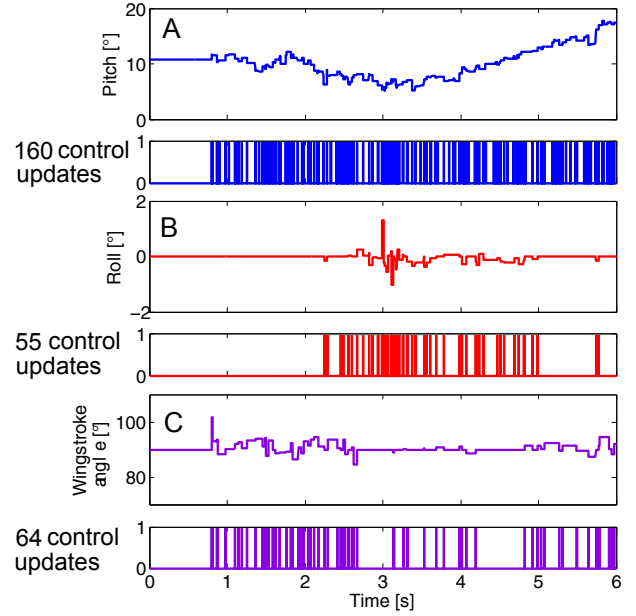 A
Pitch [°]
20
10
0
160 control
updates
1
0
B
Roll [°]
2
0
−2
55 control
updates
1
0
C
Wingstroke
angl e [°]
100
80
64 control
updates
1
0
0 1 2 3 4 5 6
Time [s]